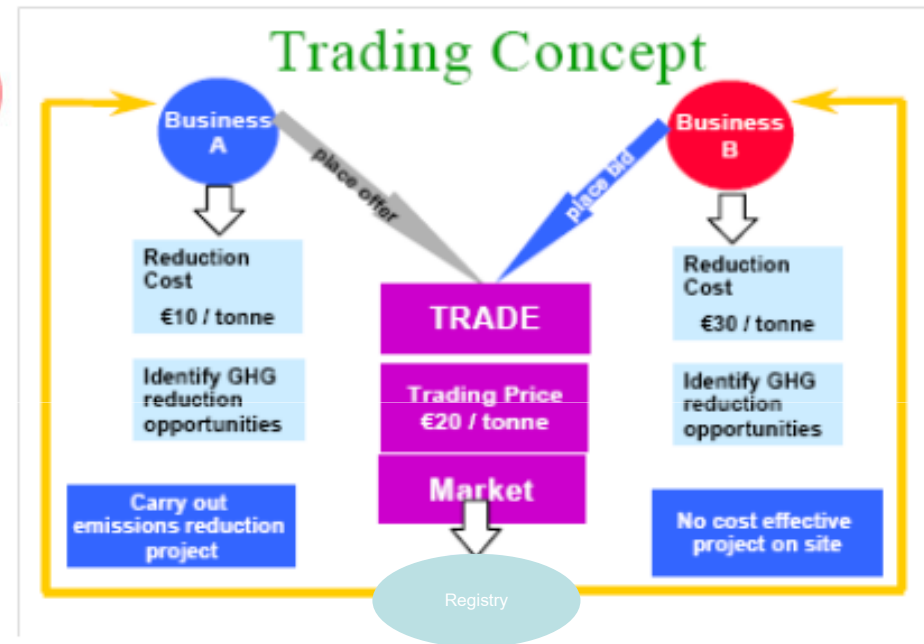 Trading Concept
Business
A
place offer
Reduction
Cost
€10 / tonne
Identify GHG
reduction
opportunities
Carry out
emissions reduction
project
TRADE
Trading Price
€20 / tonne
Market
Registry
Business
B
place bid
Reduction
Cost
€30 / tonne
Identify GHG
reduction
opportunities
No cost effective
project on site